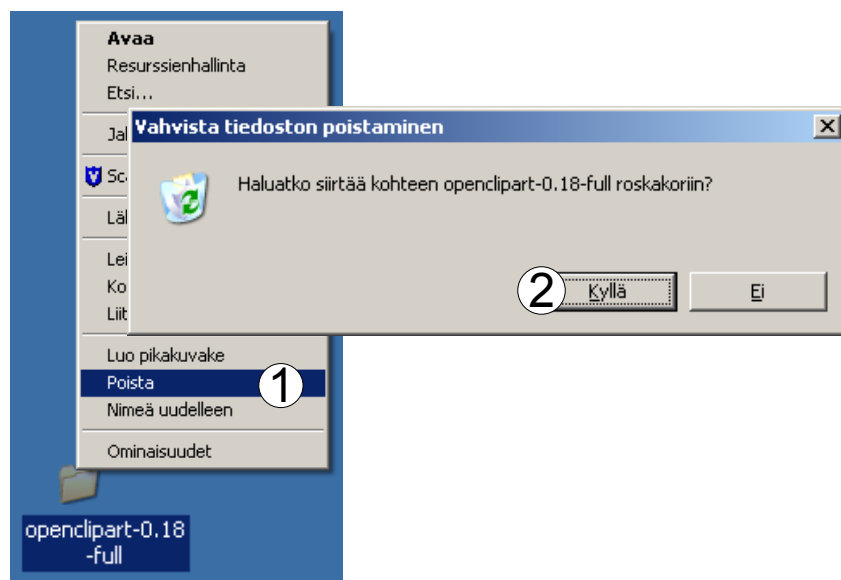 Avaa
Resurssienhallinta
Etsi...
Vahvista tiedoston poistaminen
Haluatko siirtää kohteen openclipart-0.18-full roskakoriin?
2
Kyllä
Ei
Luo pikakuvake
Poista
1
Nimeä uudelleen
Ominaisuudet
openclipart-0.18
-full